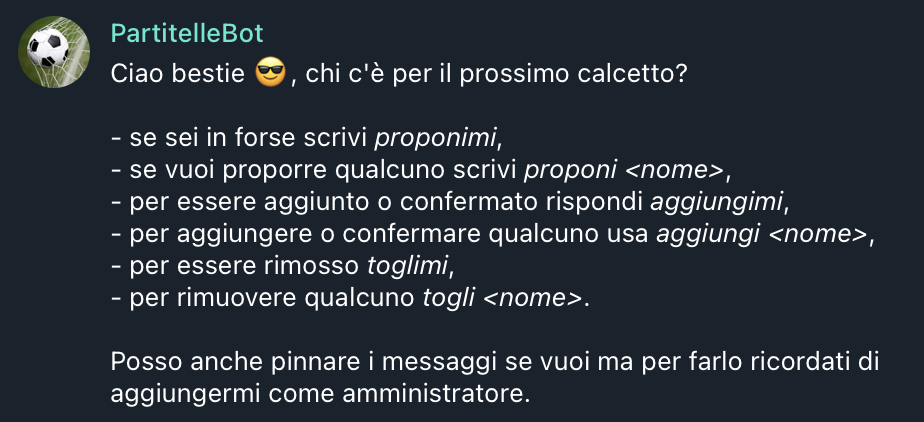 PartitelleBot
Ciao bestie 😎, chi c'è per il prossimo calcetto?
- se sei in forse scrivi proponimi,
- se vuoi proporre qualcuno scrivi proponi <nome>,
- per essere aggiunto o confermato rispondi aggiungimi,
- per aggiungere o confermare qualcuno usa aggiungi <nome>,
- per essere rimosso toglimi,
- per rimuovere qualcuno togli <nome>.
Posso anche pinnare i messaggi se vuoi ma per farlo ricordati di
aggiungermi come amministratore.